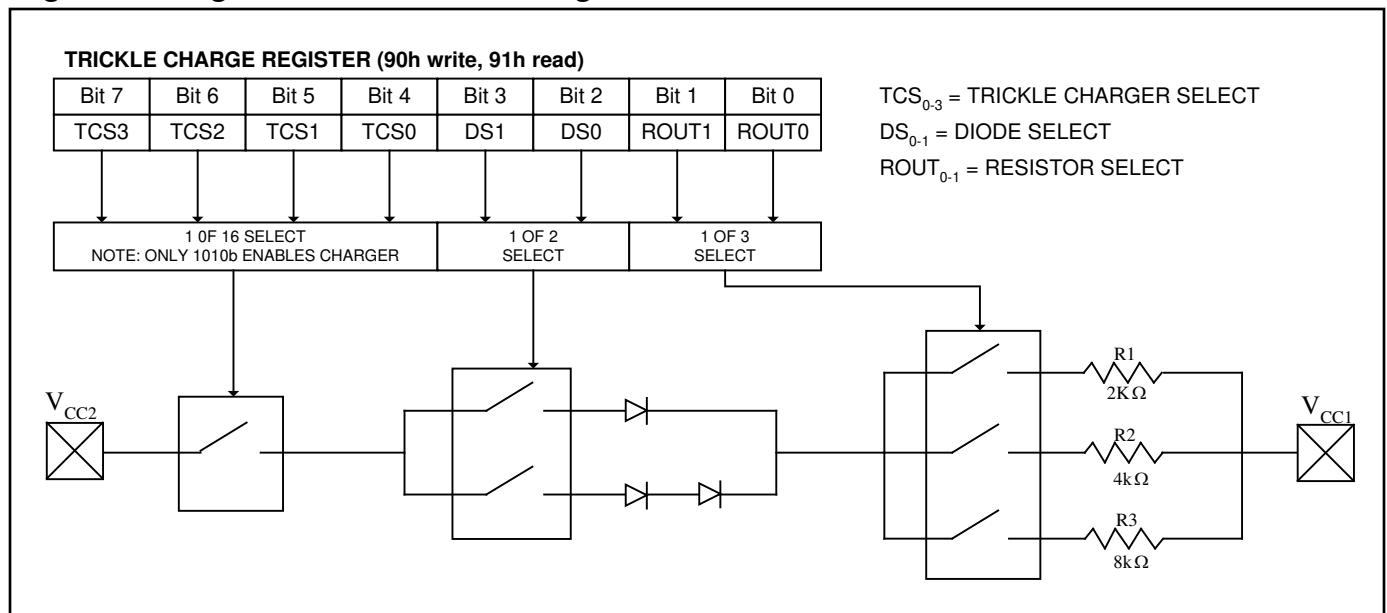 TRICKLE CHARGE REGISTER (90h write, 91h read)
Bit 7 Bit 6 Bit 5 Bit 4 Bit 3 Bit 2 Bit 1 Bit 0
TCS3 TCS2 TCS1 TCS0 DS1 DS0 ROUT1 ROUT0
TCS0-3 = TRICKLE CHARGER SELECT
DS0-1 = DIODE SELECT
ROUT0-1 = RESISTOR SELECT
1 0F 16 SELECT
NOTE: ONLY 1010b ENABLES CHARGER
1 OF 2
SELECT
1 OF 3
SELECT
VCC2
R1
2KΩ
R2
4kΩ
R3
8kΩ
VCC1